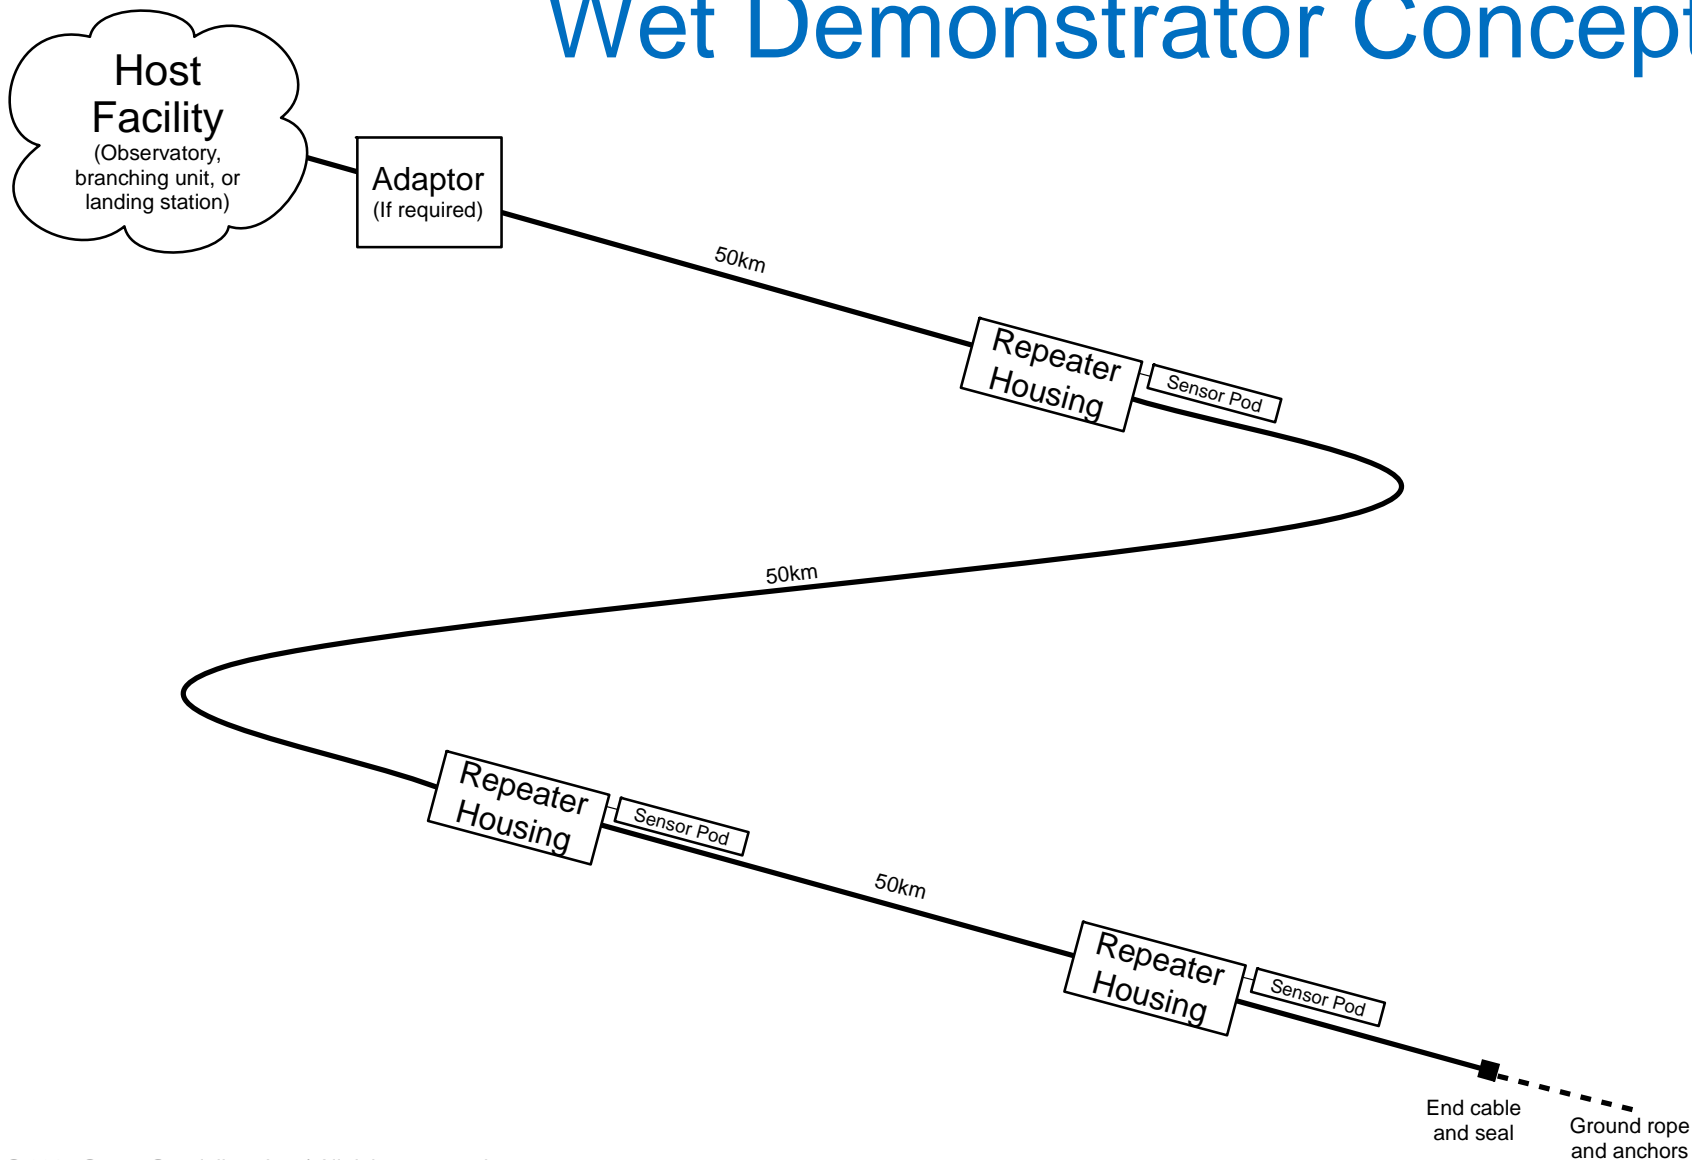 Wet Demonstrator Concept
Host
Facility
(Observatory,
branching unit, or
landing station)
Adaptor
(If required)
50km
Repeater
Housing
Sensor Pod
50km
Repeater
Housing
Sensor Pod
50km
Repeater
Housing
Sensor Pod
End cable
and seal
Ground rope
and anchors